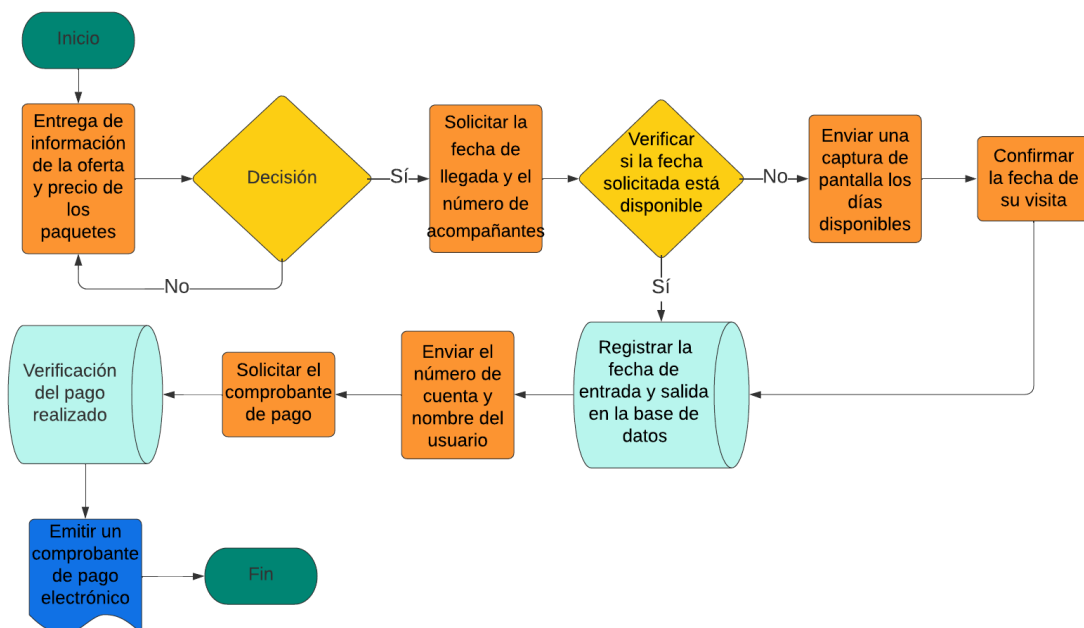 Inicio
Entrega de
información
de la oferta
y precio de
los
paquetes
Decisión
No
Sí
Solicitar la
fecha de
llegada y el
número de
acompañantes
Verificar
si la fecha
solicitada está
disponible
No
Enviar una
captura de
pantalla los
días
disponibles
Confirmar
la fecha de
su visita
Sí
Registrar la
fecha de
entrada y salida
en la base de
datos
Enviar el
número de
cuenta y
nombre del
usuario
Solicitar el
comprobante
de pago
Verificación
del pago
realizado
Emitir un
comprobante
de pago
electrónico
Fin